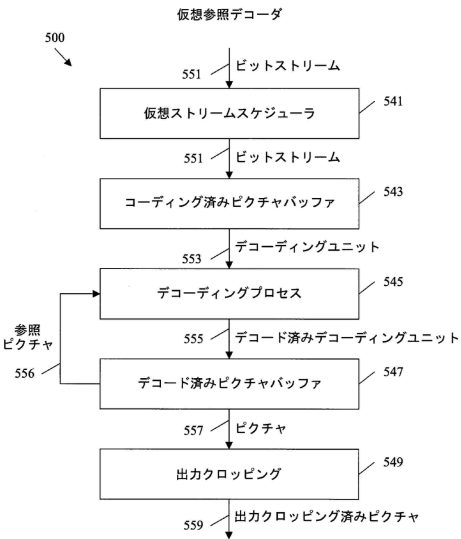 仮想参照デコーダ
500
551
ビットストリーム
仮想ストリームスケジューラ
541
551
ビットストリーム
コーディング済みピクチャバッファ
543
553
デコーディングユニット
デコーディングプロセス
545
参照
ピクチャ
556
555
デコード済みデコーディングユニット
デコード済みピクチャバッファ
547
557
ピクチャ
出力クロッピング
549
559
出力クロッピング済みピクチャ